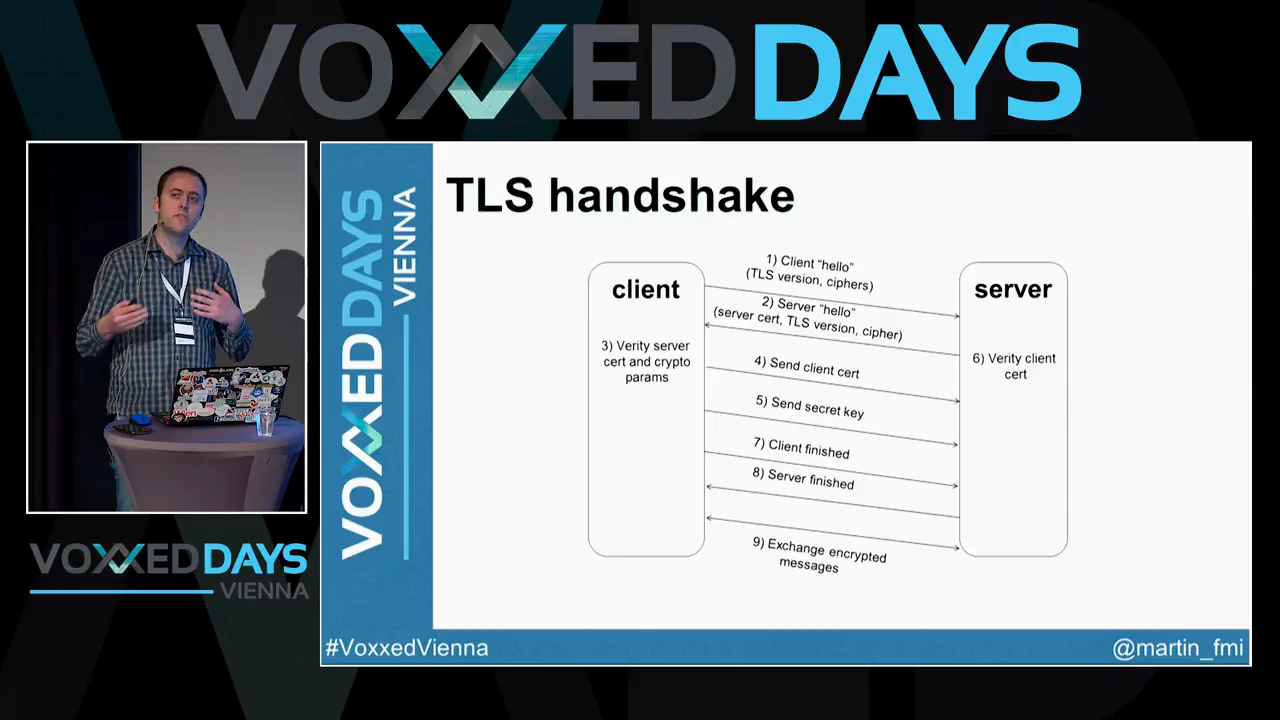 VOXXED DAYS
VOXXED DAYS
VIENNA
TLS handshake
client
server
1) Client “hello”
(TLS version, ciphers)
2) Server “hello”
(server cert, TLS version, cipher)
3) Verity server
cert and crypto
params
4) Send client cert
5) Send secret key
6) Verity client
cert
7) Client finished
8) Server finished
9) Exchange encrypted
messages
VOXXED DAYS
VIENNA
#VoxxedVienna
@martin_fmi